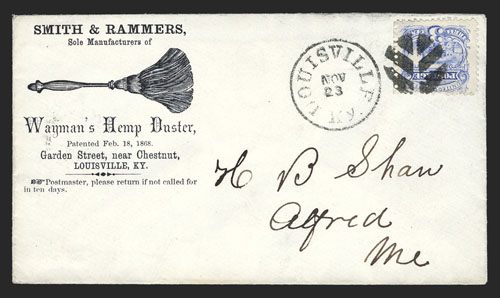 SMITH & RAMMERS,
Sole Manufacturers of
Wayman's Hemp Duster,
Patented Feb. 18, 1868.
Garden Street, near Chestnut,
LOUISVILLE, KY.
Postmaster, please return if not called for
in ten days.
LOUISVILLE KY.
NOV
23
H B Shaw
Alfred
Me